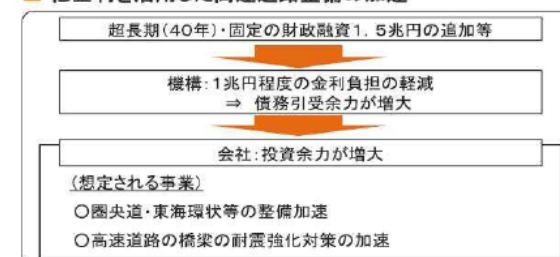 超長期(40年)・固定の財政融資1.5兆円の追加等
機構：1兆円程度の金利負担の軽減
⇒ 債務引受余力が増大
会社：投資余力が増大
(想定される事業)
○圏央道・東海環状等の整備加速
○高速道路の橋梁の耐震強化対策の加速